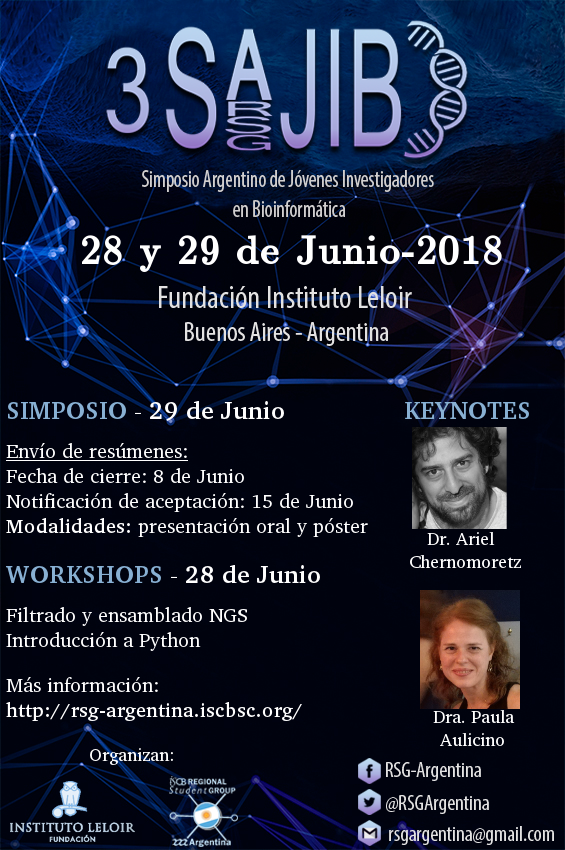 3SAJIB
RSG
Simposio Argentino de Jóvenes Investigadores
en Bioinformática
28 y 29 de Junio-2018
Fundación Instituto Leloir
Buenos Aires - Argentina
SIMPOSIO - 29 de Junio
Envío de resúmenes:
Fecha de cierre: 8 de Junio
Notificación de aceptación: 15 de Junio
Modalidades: presentación oral y póster
WORKSHOPS - 28 de Junio
Filtrado y ensamblado NGS
Introducción a Python
Más información:
http://rsg-argentina.iscbsc.org/
KEYNOTES
Dr. Ariel
Chernomoretz
Dra. Paula
Aulicino
Organizan:
INSTITUTO LELOIR
FUNDACIÓN
ISCB REGIONAL
Student GROUP
222 Argentina
RSG-Argentina
@RSGArgentina
rsgargentina@gmail.com